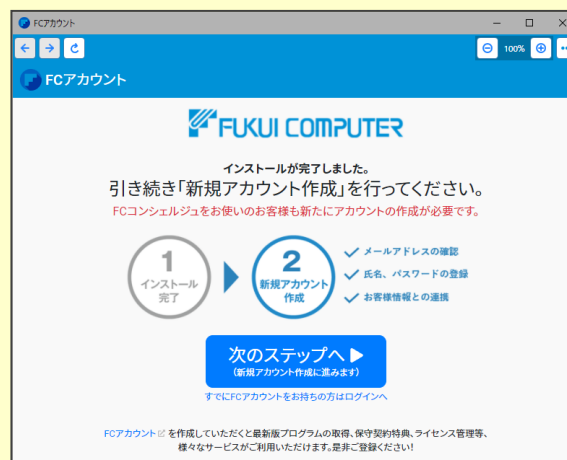 FCアカウント
100%
FCアカウント
FUKUI COMPUTER
インストールが完了しました。
引き続き「新規アカウント作成」を行ってください。
FCコンシェルジュをお使いのお客様も新たにアカウントの作成が必要です。
1
インストール
完了
2
新規アカウント
作成
メールアドレスの確認
氏名、パスワードの登録
お客様情報との連携
次のステップへ
(新規アカウント作成に進みます)
すでにFCアカウントをお持ちの方はログインへ
FCアカウント を作成していただくと最新版プログラムの取得、保守契約特典、ライセンス管理等、
様々なサービスがご利用いただけます。是非ご登録ください!